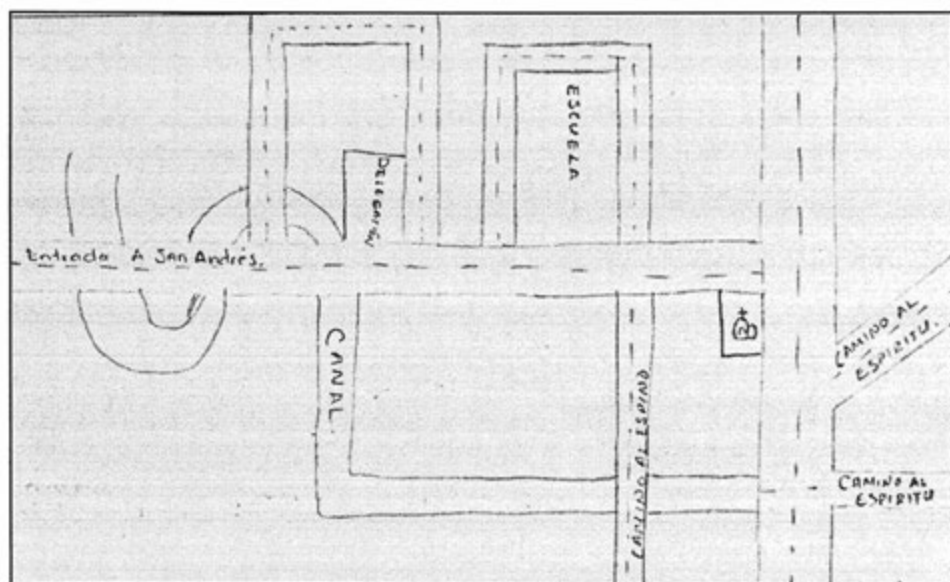 ESCUELA
Entrada A San Andrés.
CANAL
CAMINO AL ESPINO
CAMINO AL
ESPIRITU.
CAMINO AL
ESPIRITU